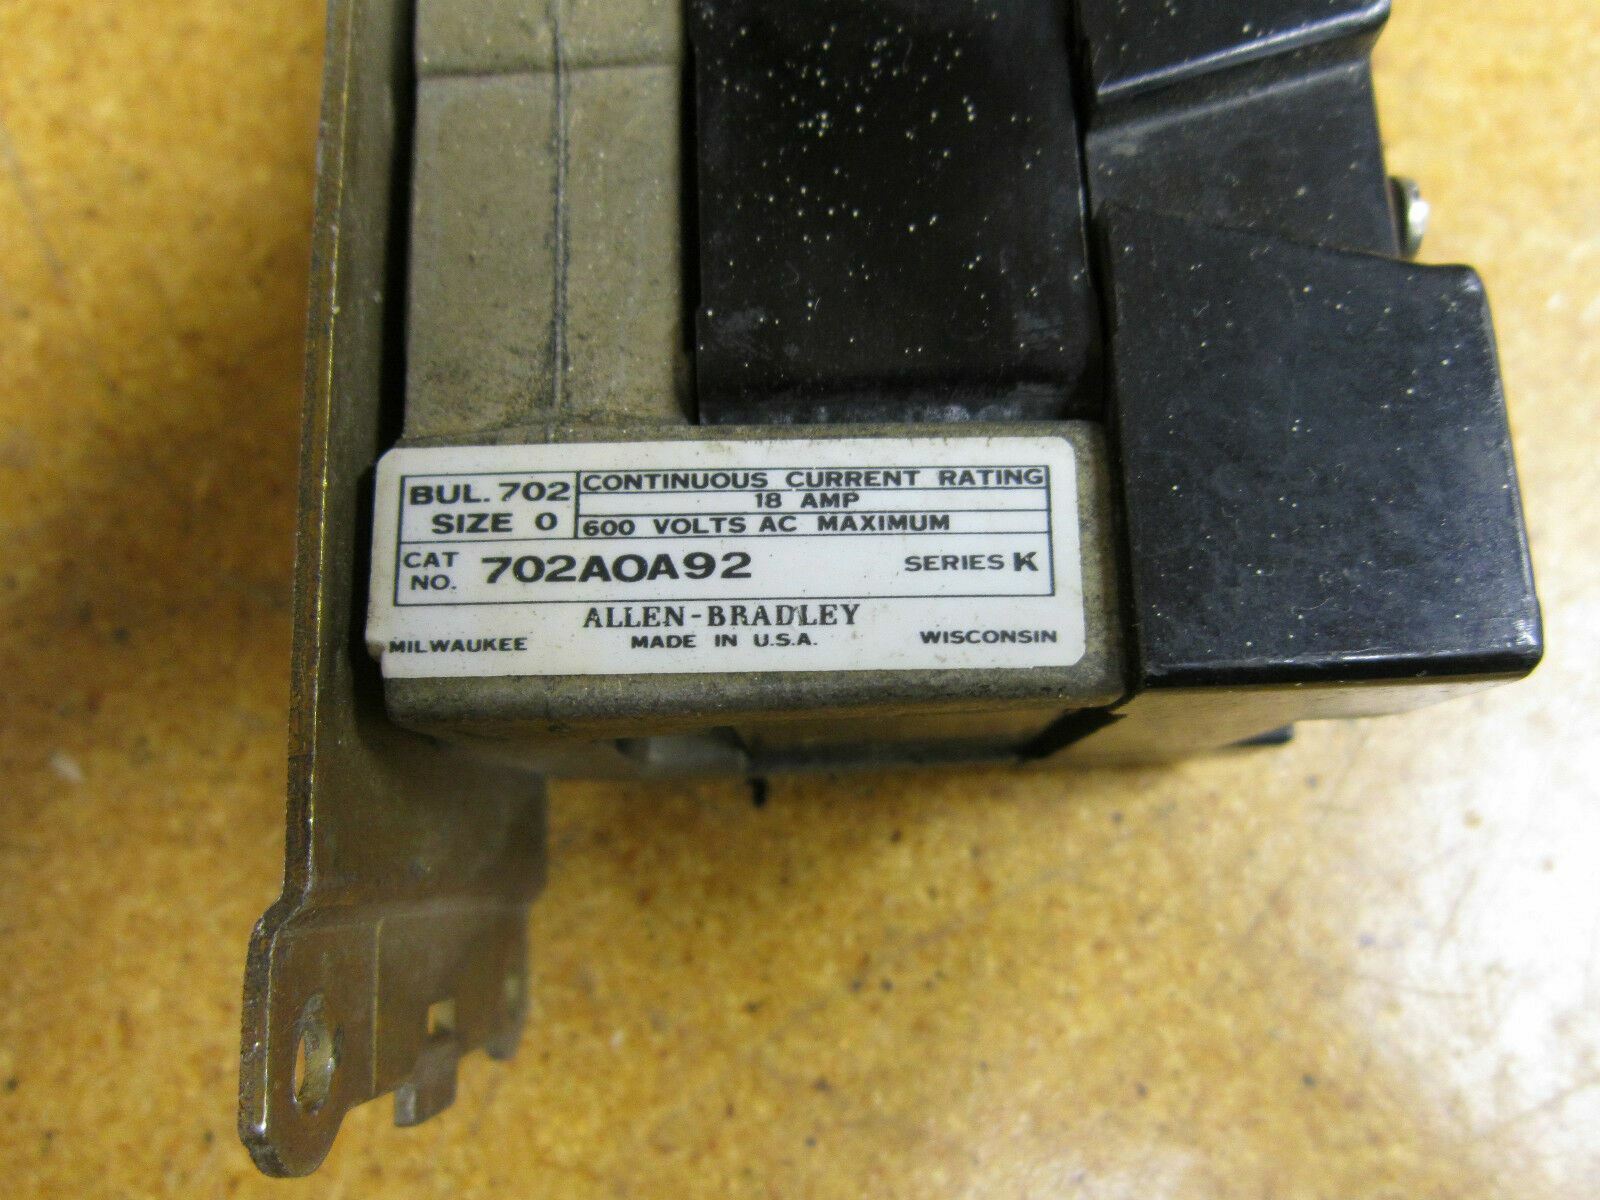 BUL. 702
SIZE 0
CONTINUOUS CURRENT RATING
18 AMP
600 VOLTS AC MAXIMUM
CAT NO. 702AOA92 SERIES K
ALLEN-BRADLEY
MILWAUKEE MADE IN U.S.A. WISCONSIN